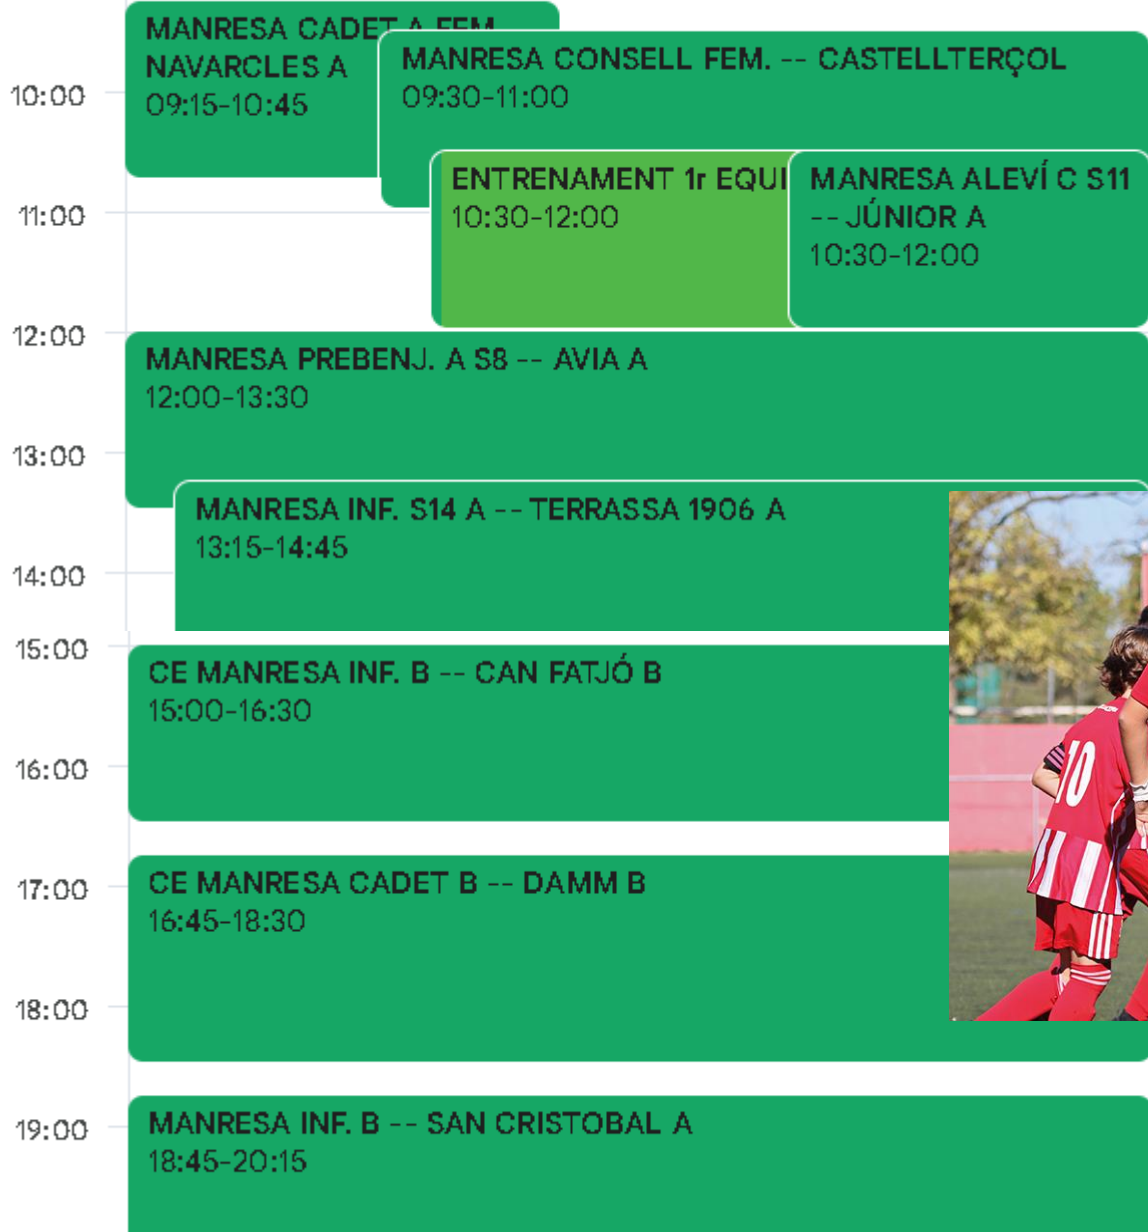 MANRESA CADET A FEM
NAVARCLES A
09:15-10:45
MANRESA CONSELL FEM. -- CASTELLTERÇOL
09:30-11:00
10:00
ENTRENAMENT 1r EQUI
10:30-12:00
MANRESA ALEVÍ C S11
-- JÚNIOR A
10:30-12:00
11:00
12:00
MANRESA PREBENJ. A S8 -- AVIA A
12:00-13:30
13:00
MANRESA INF. S14 A -- TERRASSA 1906 A
13:15-14:45
14:00
15:00
CE MANRESA INF. B -- CAN FATJÓ B
15:00-16:30
16:00
10
17:00
CE MANRESA CADET B -- DAMM B
16:45-18:30
18:00
19:00
MANRESA INF. B -- SAN CRISTOBAL A
18:45-20:15